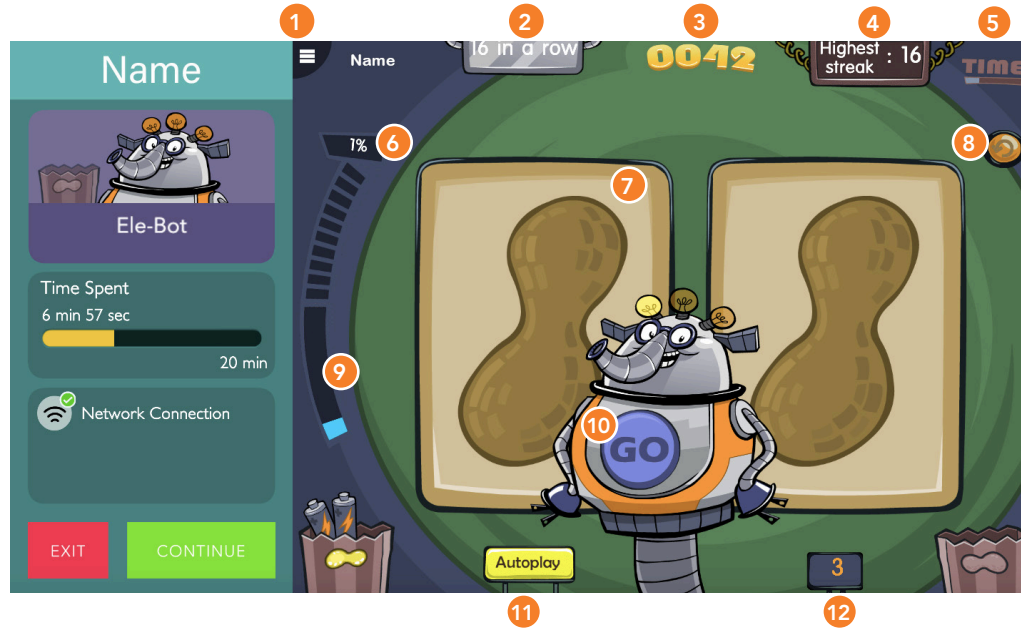 1
2
3
4
5
Name
Name
16 in a row
0042
Highest
streak : 16
TIME
1%
6
7
8
Ele-Bot
Time Spent
6 min 57 sec
20 min
9
Network Connection
10
GO
EXIT
CONTINUE
Autoplay
3
11
12